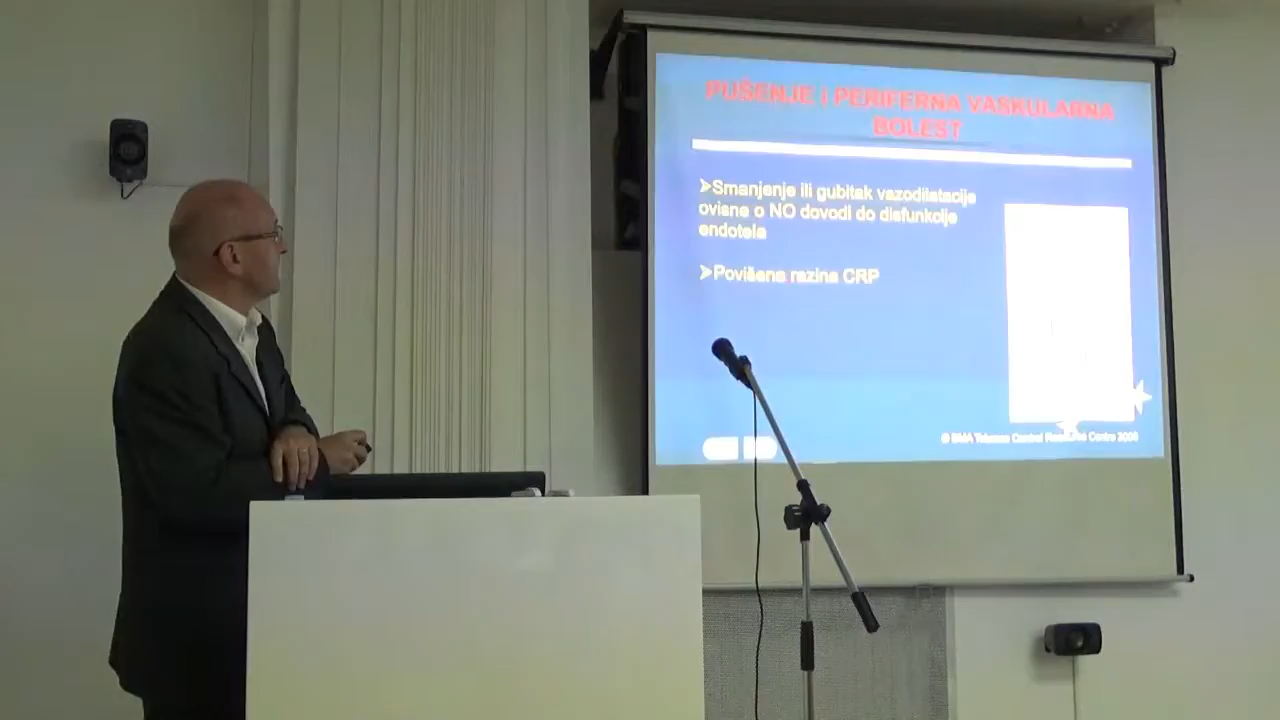 PUŠENJE I PERIFERNA VASKULARNA
BOLEST
➢Smanjenje ili gubitak vazodilatacije
ovisne o NO dovodi do disfunkcije
endotela
➢Povišena razina CRP
© BMA Tobacco Control Resource Centre